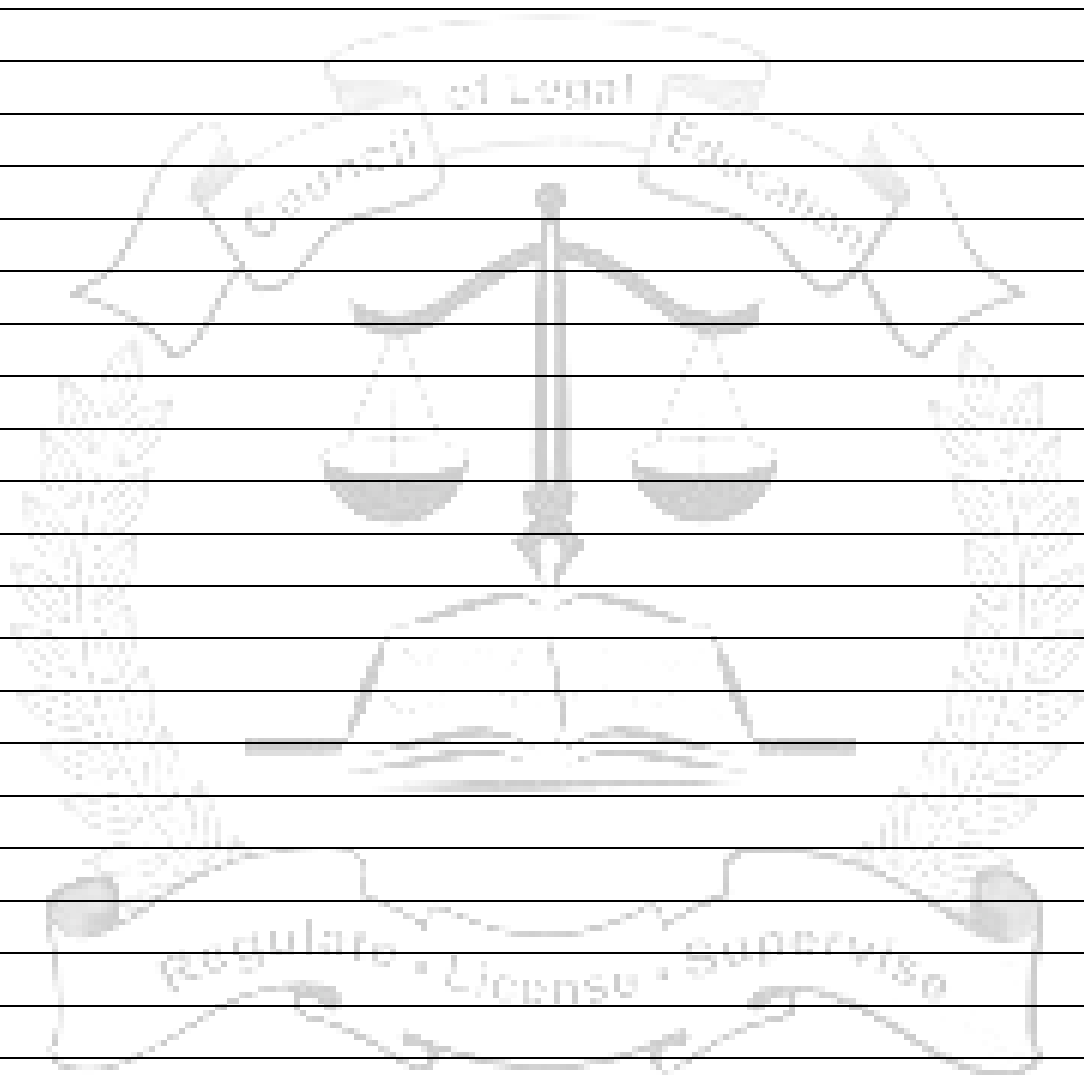 Council of Legal Education
Regulate • License • Supervise